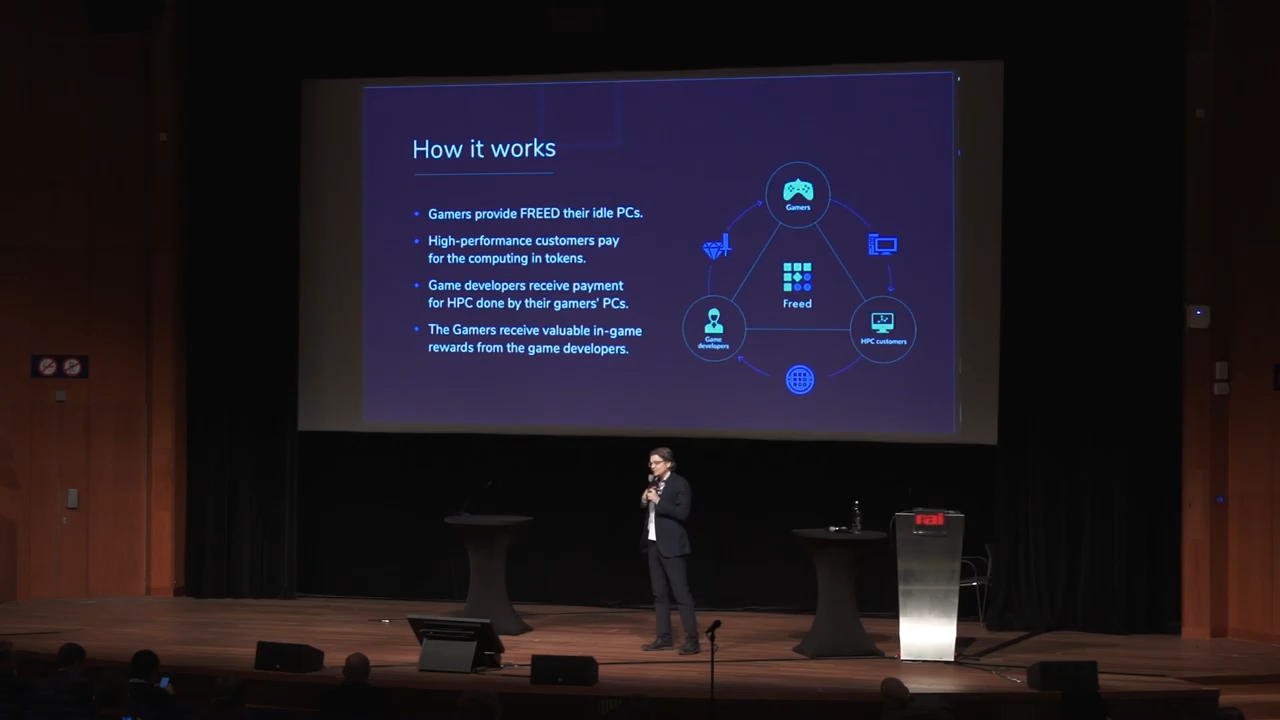 How it works
• Gamers provide FREED their idle PCs.
• High-performance customers pay
for the computing in tokens.
• Game developers receive payment
for HPC done by their gamers' PCs.
• The Gamers receive valuable in-game
rewards from the game developers.
Gamers
Freed
Game
developers
HPC customers
rai